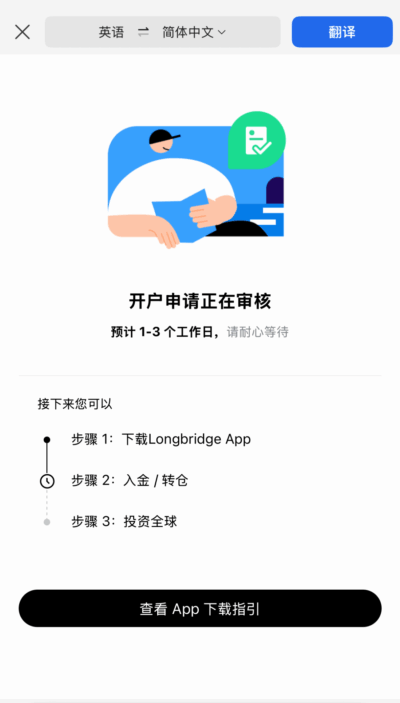 英语 ⇌ 简体中文
翻译
开户申请正在审核
预计 1-3 个工作日，请耐心等待
接下来您可以
步骤 1：下载Longbridge App
步骤 2：入金 / 转仓
步骤 3：投资全球
查看 App 下载指引